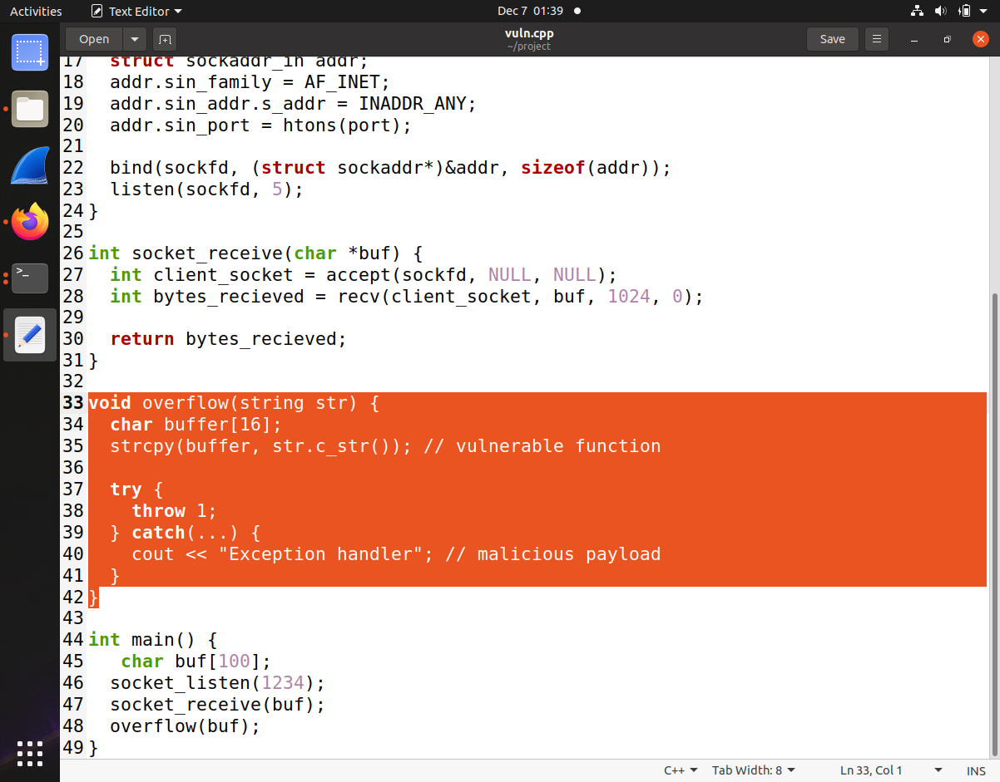 Activities Text Editor Dec 7 01:39
Open vuln.cpp Save
~/project
17 struct sockaddr_in addr;
18 addr.sin_family = AF_INET;
19 addr.sin_addr.s_addr = INADDR_ANY;
20 addr.sin_port = htons(port);
21
22 bind(sockfd, (struct sockaddr*)&addr, sizeof(addr));
23 listen(sockfd, 5);
24 }
25
26 int socket_receive(char *buf) {
27 int client_socket = accept(sockfd, NULL, NULL);
28 int bytes_recieved = recv(client_socket, buf, 1024, 0);
29
30 return bytes_recieved;
31 }
32
33 void overflow(string str) {
34 char buffer[16];
35 strcpy(buffer, str.c_str()); // vulnerable function
36
37 try {
38 throw 1;
39 } catch(...) {
40 cout << "Exception handler"; // malicious payload
41 }
42 }
43
44 int main() {
45 char buf[100];
46 socket_listen(1234);
47 socket_receive(buf);
48 overflow(buf);
49 }
C++ Tab Width: 8 Ln 33, Col 1 INS